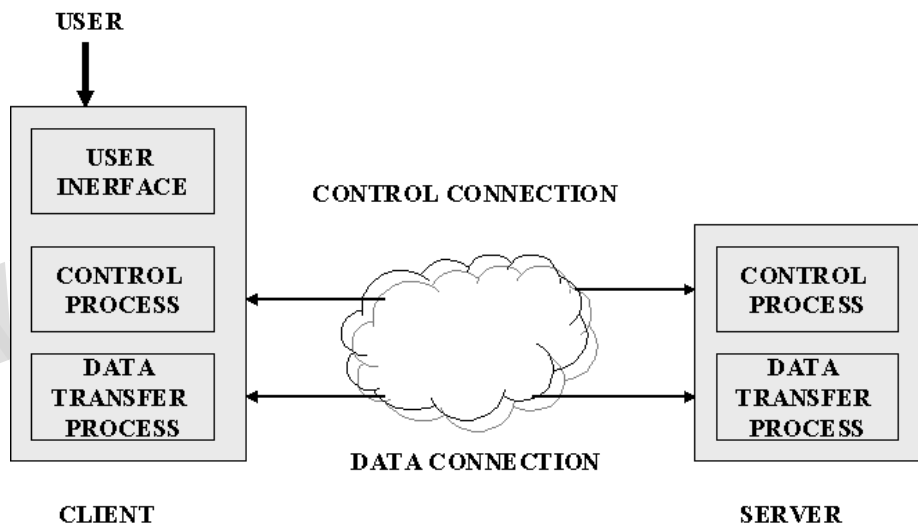 USER
USER
INERFACE
CONTROL CONNECTION
CONTROL
PROCESS
CONTROL
PROCESS
DATA
TRANSFER
PROCESS
DATA
TRANSFER
PROCESS
DATA CONNECTION
CLIENT
SERVER